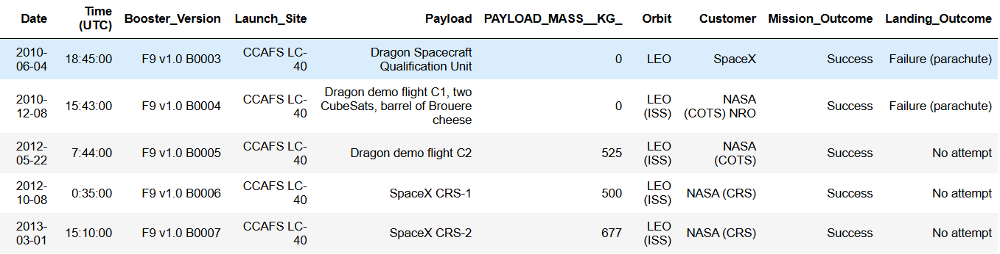 Date Time (UTC) Booster_Version Launch_Site Payload PAYLOAD_MASS__KG_ Orbit Customer Mission_Outcome Landing_Outcome
2010-06-04 18:45:00 F9 v1.0 B0003 CCAFS LC-40 Dragon Spacecraft Qualification Unit 0 LEO SpaceX Success Failure (parachute)
2010-12-08 15:43:00 F9 v1.0 B0004 CCAFS LC-40 Dragon demo flight C1, two CubeSats, barrel of Brouere cheese 0 LEO (ISS) NASA (COTS) NRO Success Failure (parachute)
2012-05-22 7:44:00 F9 v1.0 B0005 CCAFS LC-40 Dragon demo flight C2 525 LEO (ISS) NASA (COTS) Success No attempt
2012-10-08 0:35:00 F9 v1.0 B0006 CCAFS LC-40 SpaceX CRS-1 500 LEO (ISS) NASA (CRS) Success No attempt
2013-03-01 15:10:00 F9 v1.0 B0007 CCAFS LC-40 SpaceX CRS-2 677 LEO (ISS) NASA (CRS) Success No attempt